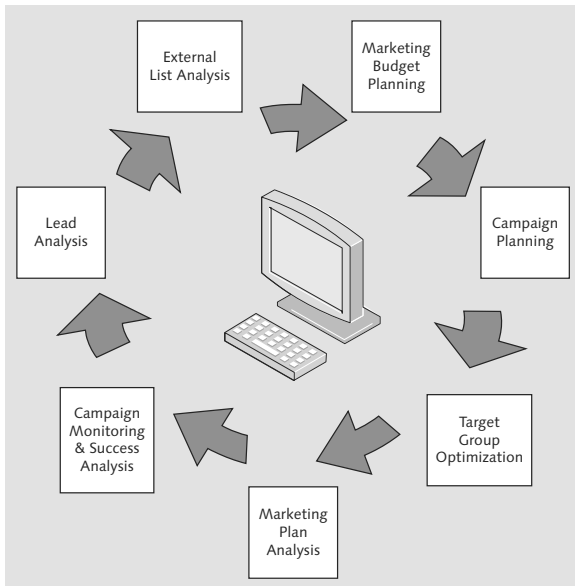 External
List Analysis
Marketing
Budget
Planning
Campaign
Planning
Target
Group
Optimization
Marketing
Plan
Analysis
Campaign
Monitoring
& Success
Analysis
Lead
Analysis